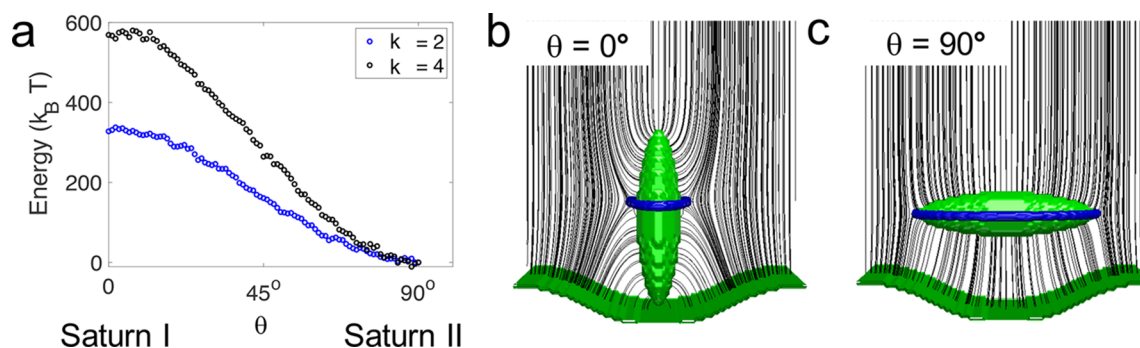 a
600
400
200
0
Energy (k_B T)
k = 2
k = 4
0
45°
90°
θ
Saturn I
Saturn II
b
θ = 0°
c
θ = 90°